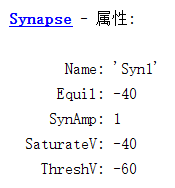 Synapse - 属性:
Name: 'Syn1'
Equil: -40
SynAmp: 1
SaturateV: -40
ThreshV: -60